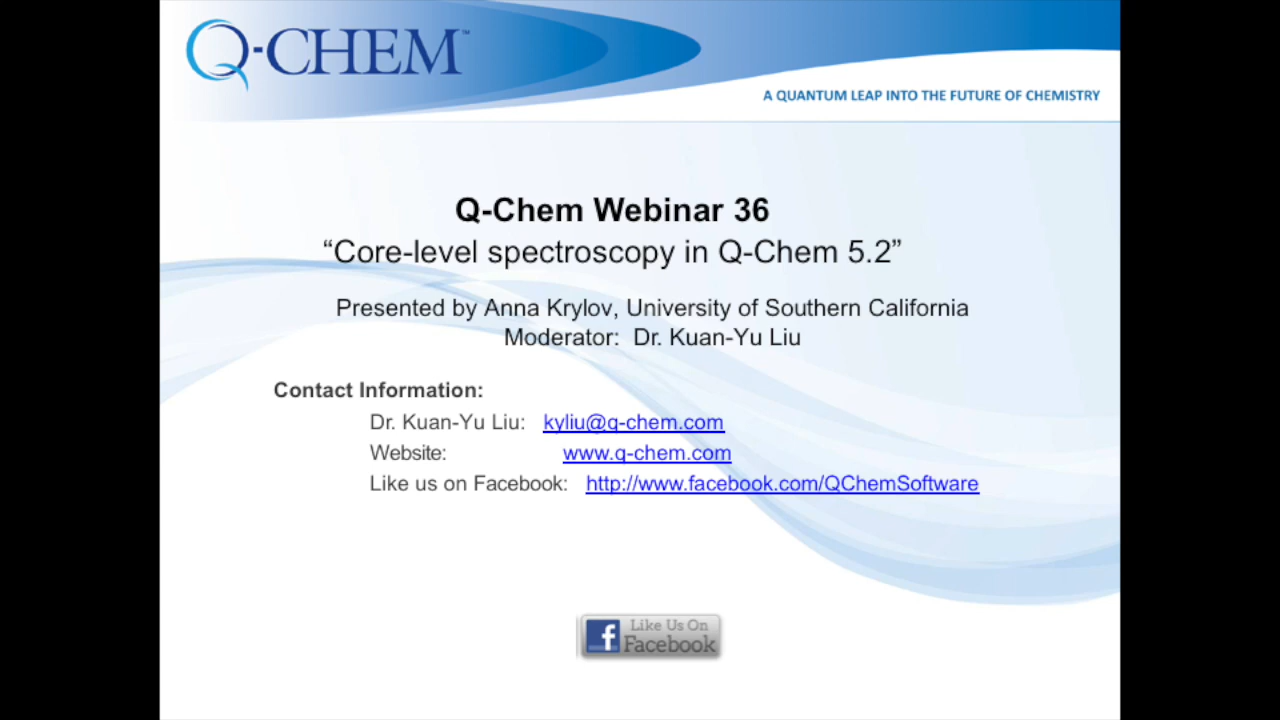 Q-CHEM™
A QUANTUM LEAP INTO THE FUTURE OF CHEMISTRY
Q-Chem Webinar 36
“Core-level spectroscopy in Q-Chem 5.2”
Presented by Anna Krylov, University of Southern California
Moderator: Dr. Kuan-Yu Liu
Contact Information:
Dr. Kuan-Yu Liu: kyliu@q-chem.com
Website: www.q-chem.com
Like us on Facebook: http://www.facebook.com/QChemSoftware
Like Us On
Facebook